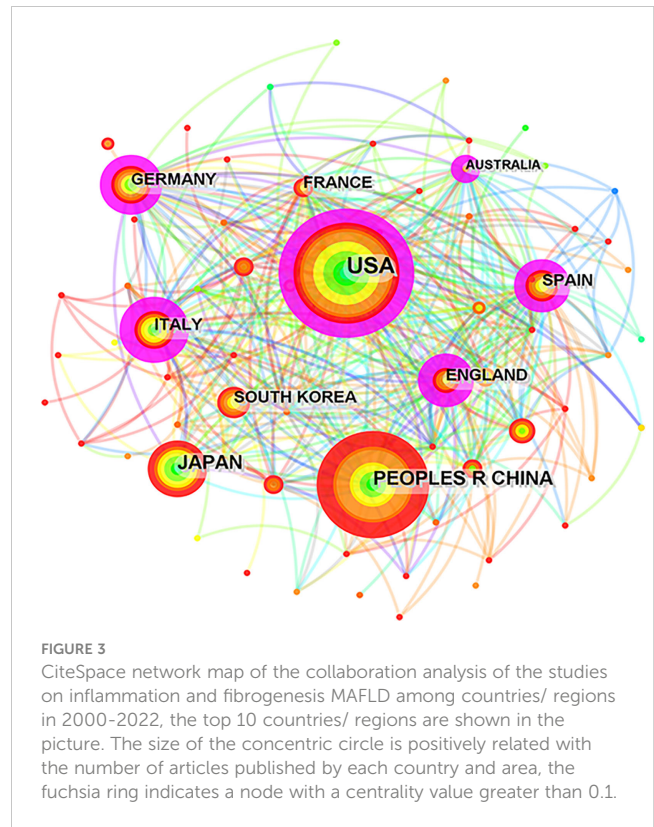 AUSTRALIA
GERMANY
FRANCE
USA
SPAIN
ITALY
ENGLAND
SOUTH KOREA
JAPAN
PEOPLES R CHINA
FIGURE 3
CiteSpace network map of the collaboration analysis of the studies
on inflammation and fibrogenesis MAFLD among countries/ regions
in 2000-2022, the top 10 countries/ regions are shown in the
picture. The size of the concentric circle is positively related with
the number of articles published by each country and area, the
fuchsia ring indicates a node with a centrality value greater than 0.1.